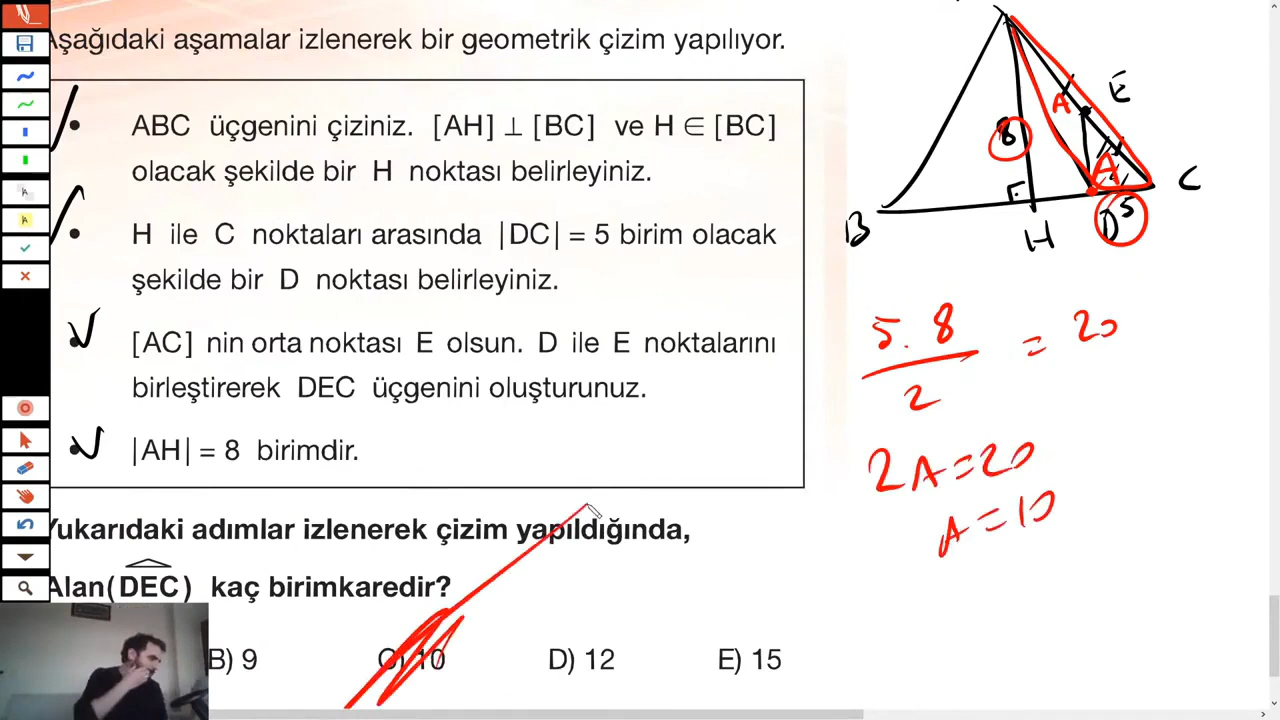 Aşağıdaki aşamalar izlenerek bir geometrik çizim yapılıyor.
• ABC üçgenini çiziniz. [AH] ⊥ [BC] ve H ∈ [BC]
olacak şekilde bir H noktası belirleyiniz.
• H ile C noktaları arasında |DC| = 5 birim olacak
şekilde bir D noktası belirleyiniz.
• [AC] nin orta noktası E olsun. D ile E noktalarını
birleştirerek DEC üçgenini oluşturunuz.
• |AH| = 8 birimdir.
Yukarıdaki adımlar izlenerek çizim yapıldığında,
Alan(DEC) kaç birimkaredir?
B) 9 C) 10 D) 12 E) 15
E
A
8
A
C
B
H
D
5
5.8
2
= 20
2A=20
A=10